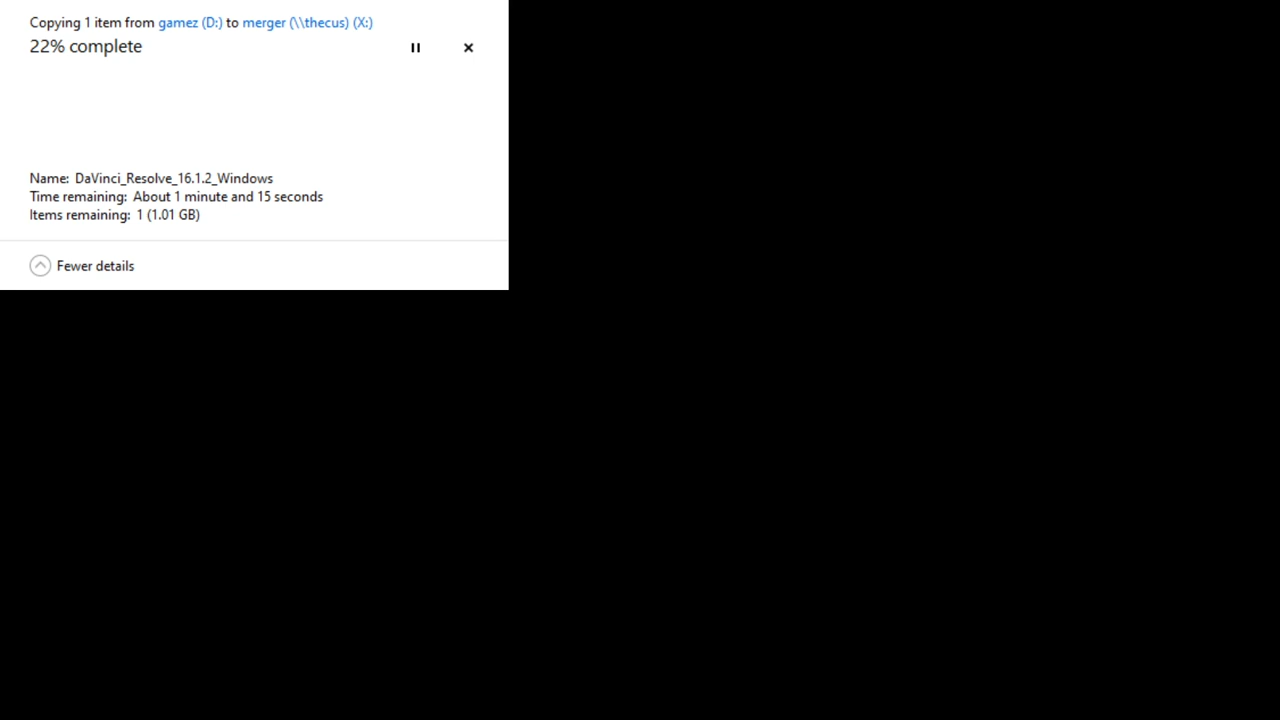 Copying 1 item from gamez (D:) to merger (\\thecus) (X:)
22% complete
Name: DaVinci_Resolve_16.1.2_Windows
Time remaining: About 1 minute and 15 seconds
Items remaining: 1 (1.01 GB)
Fewer details